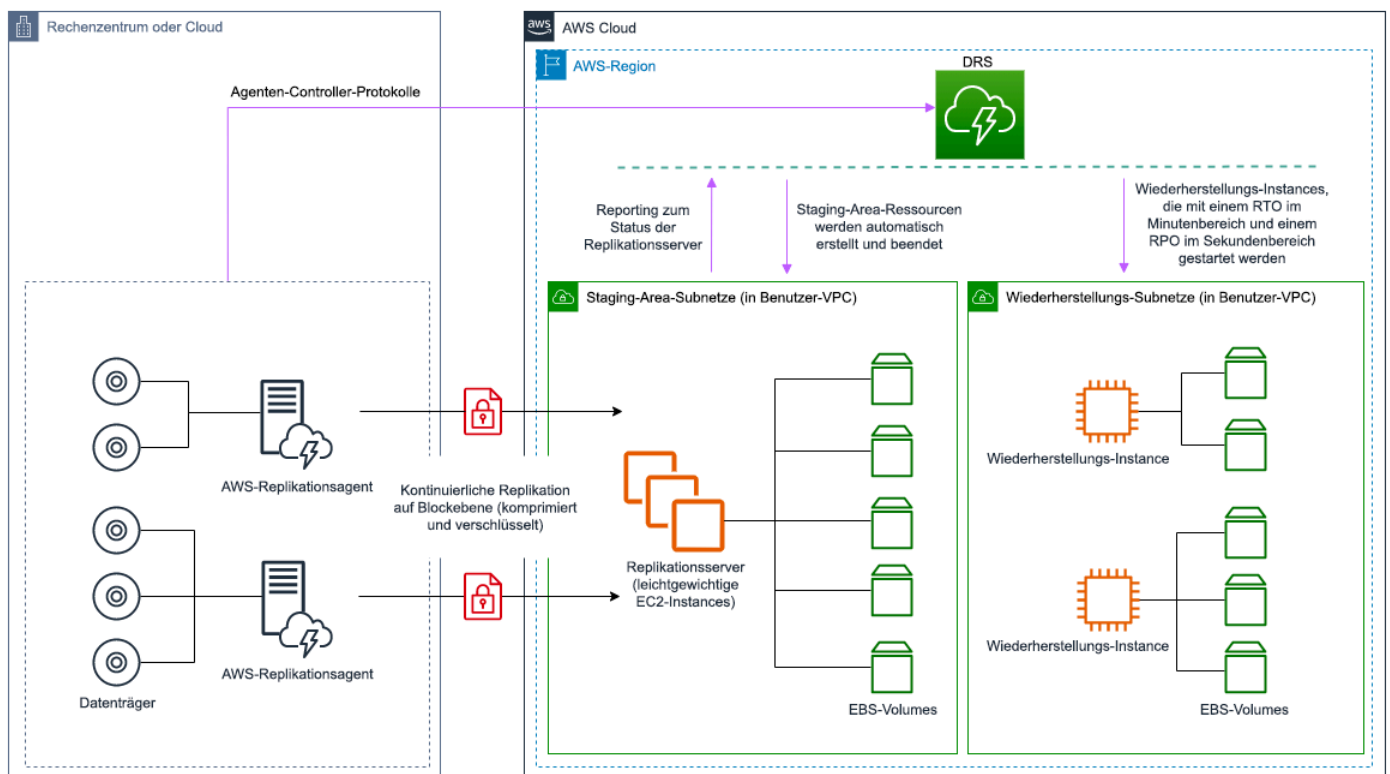 Rechenzentrum oder Cloud
aws
AWS Cloud
AWS-Region
DRS
Agenten-Controller-Protokolle
Reporting zum
Status der
Replikationsserver
Staging-Area-Ressourcen
werden automatisch
erstellt und beendet
Wiederherstellungs-Instances,
die mit einem RTO im
Minutenbereich und einem
RPO im Sekundenbereich
gestartet werden
Staging-Area-Subnetze (in Benutzer-VPC)
Wiederherstellungs-Subnetze (in Benutzer-VPC)
AWS-Replikationsagent
Kontinuierliche Replikation
auf Blockebene (komprimiert
und verschlüsselt)
Replikationsserver
(leichtgewichtige
EC2-Instances)
Wiederherstellungs-Instance
AWS-Replikationsagent
Wiederherstellungs-Instance
Datenträger
EBS-Volumes
EBS-Volumes